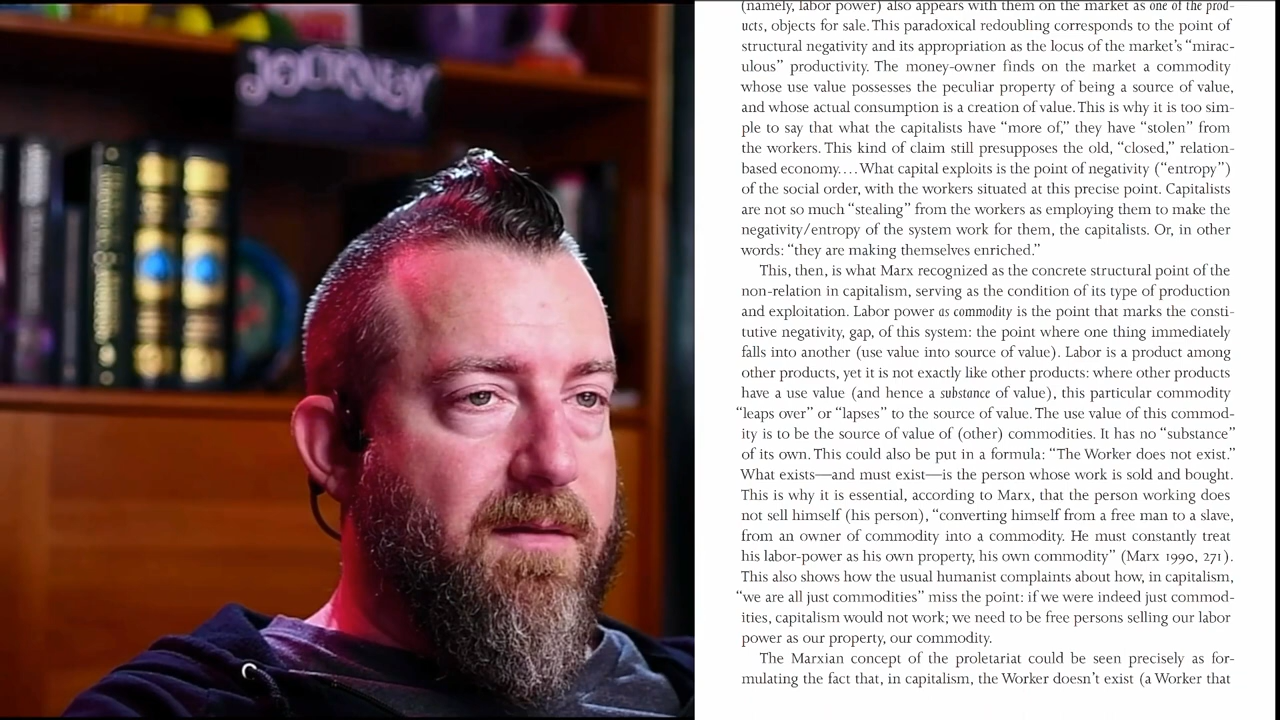 JOURNEY
(namely, labor power) also appears with them on the market as one of the prod-
ucts, objects for sale. This paradoxical redoubling corresponds to the point of
structural negativity and its appropriation as the locus of the market's “mirac-
ulous” productivity. The money-owner finds on the market a commodity
whose use value possesses the peculiar property of being a source of value,
and whose actual consumption is a creation of value. This is why it is too sim-
ple to say that what the capitalists have “more of,” they have “stolen” from
the workers. This kind of claim still presupposes the old, “closed,” relation-
based economy.... What capital exploits is the point of negativity (“entropy”)
of the social order, with the workers situated at this precise point. Capitalists
are not so much “stealing” from the workers as employing them to make the
negativity/entropy of the system work for them, the capitalists. Or, in other
words: “they are making themselves enriched.”
This, then, is what Marx recognized as the concrete structural point of the
non-relation in capitalism, serving as the condition of its type of production
and exploitation. Labor power as commodity is the point that marks the consti-
tutive negativity, gap, of this system: the point where one thing immediately
falls into another (use value into source of value). Labor is a product among
other products, yet it is not exactly like other products: where other products
have a use value (and hence a substance of value), this particular commodity
“leaps over” or “lapses” to the source of value. The use value of this commod-
ity is to be the source of value of (other) commodities. It has no “substance”
of its own. This could also be put in a formula: “The Worker does not exist.”
What exists—and must exist—is the person whose work is sold and bought.
This is why it is essential, according to Marx, that the person working does
not sell himself (his person), “converting himself from a free man to a slave,
from an owner of commodity into a commodity. He must constantly treat
his labor-power as his own property, his own commodity” (Marx 1990, 271).
This also shows how the usual humanist complaints about how, in capitalism,
“we are all just commodities” miss the point: if we were indeed just commod-
ities, capitalism would not work; we need to be free persons selling our labor
power as our property, our commodity.
The Marxian concept of the proletariat could be seen precisely as for-
mulating the fact that, in capitalism, the Worker doesn't exist (a Worker that